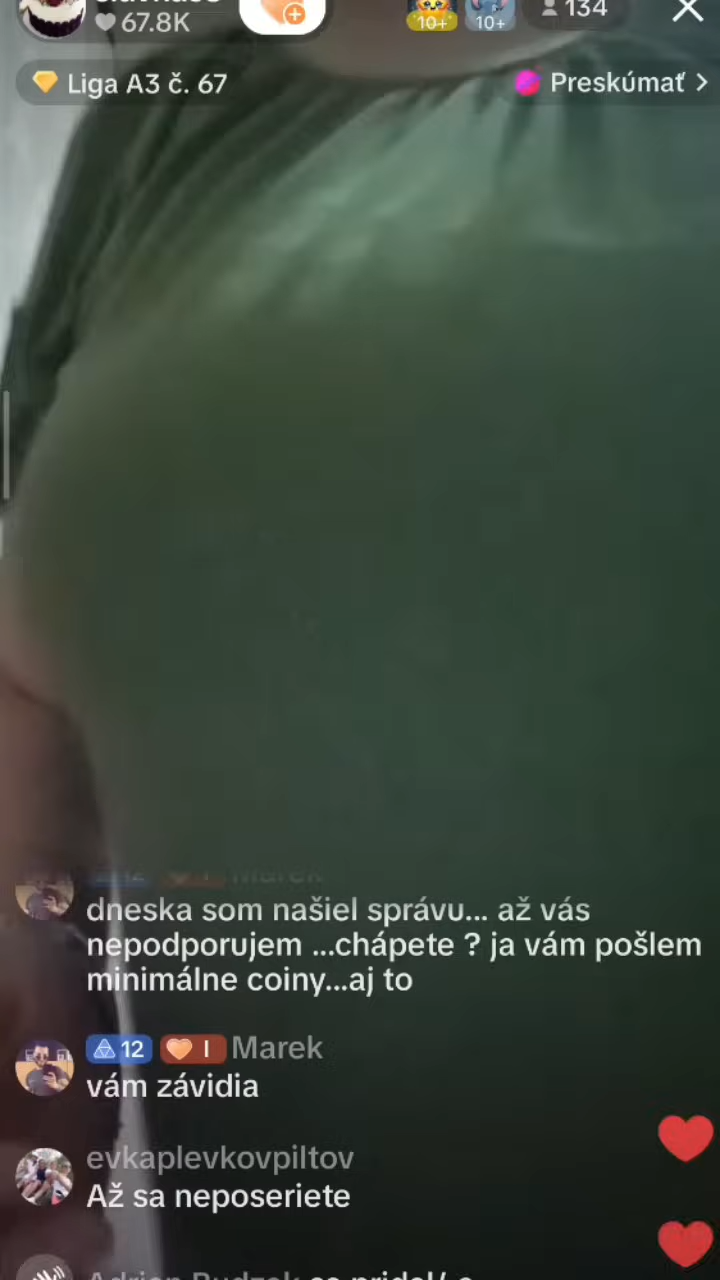 67.8K
10+
10+
134
Liga A3 č. 67
Preskúmať
Marek
dneska som našiel správu... až vás
nepodporujem ...chápete ? ja vám pošlem
minimálne coiny...aj to
12 I Marek
vám závidia
evkaplevkovpiltov
Až sa neposeriete